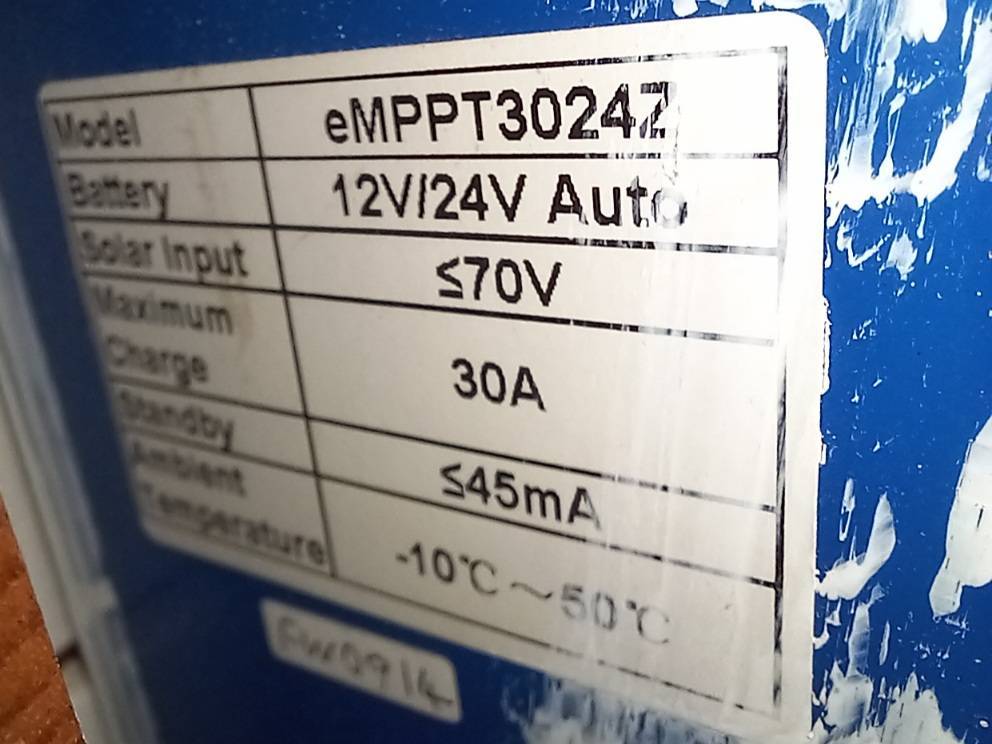 Model eMPPT3024Z
Battery 12V/24V Auto
Solar Input ≤70V
Maximum
Charge 30A
Standby ≤45mA
Ambient
Temperature -10℃～50℃